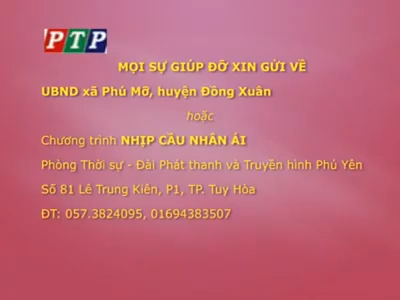 PTP
MỌI SỰ GIÚP ĐỠ XIN GỬI VỀ
UBND xã Phú Mỡ, huyện Đồng Xuân
hoặc
Chương trình NHỊP CẦU NHÂN ÁI
Phòng Thời sự - Đài Phát thanh và Truyền hình Phú Yên
Số 81 Lê Trung Kiên, P1, TP. Tuy Hòa
ĐT: 057.3824095, 01694383507